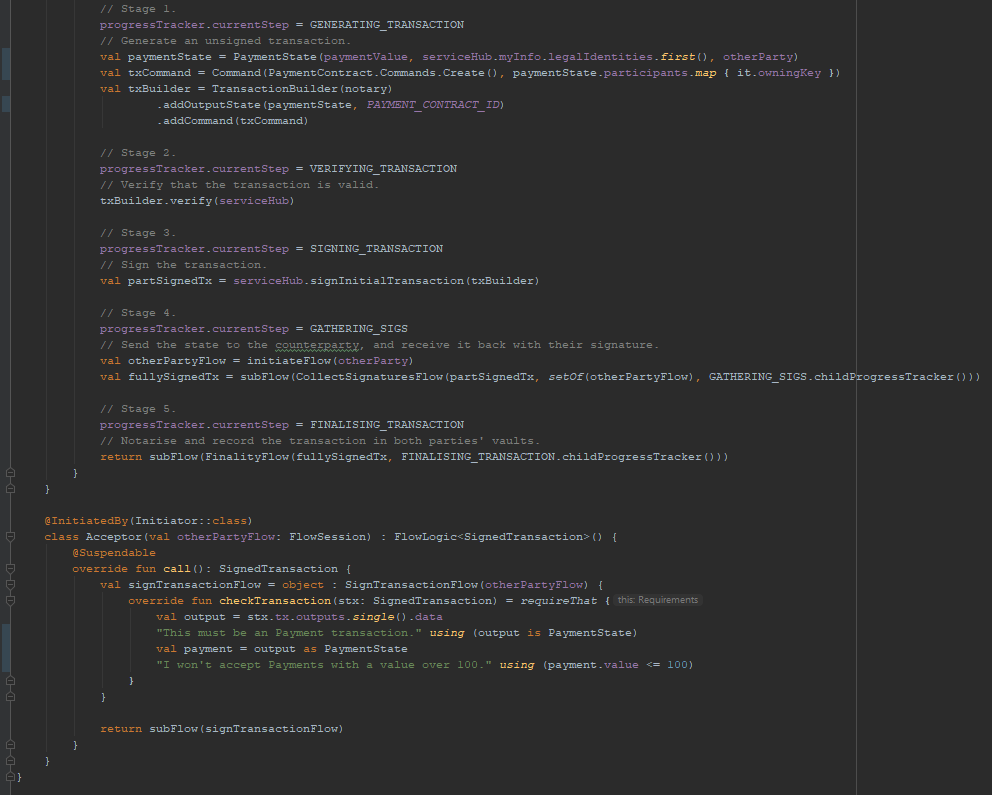 // Stage 1.
progressTracker.currentStep = GENERATING_TRANSACTION
// Generate an unsigned transaction.
val paymentState = PaymentState(paymentValue, serviceHub.myInfo.legalIdentities.first(), otherParty)
val txCommand = Command(PaymentContract.Commands.Create(), paymentState.participants.map { it.owningKey })
val txBuilder = TransactionBuilder(notary)
.addOutputState(paymentState, PAYMENT_CONTRACT_ID)
.addCommand(txCommand)
// Stage 2.
progressTracker.currentStep = VERIFYING_TRANSACTION
// Verify that the transaction is valid.
txBuilder.verify(serviceHub)
// Stage 3.
progressTracker.currentStep = SIGNING_TRANSACTION
// Sign the transaction.
val partSignedTx = serviceHub.signInitialTransaction(txBuilder)
// Stage 4.
progressTracker.currentStep = GATHERING_SIGS
// Send the state to the counterparty, and receive it back with their signature.
val otherPartyFlow = initiateFlow(otherParty)
val fullySignedTx = subFlow(CollectSignaturesFlow(partSignedTx, setOf(otherPartyFlow), GATHERING_SIGS.childProgressTracker()))
// Stage 5.
progressTracker.currentStep = FINALISING_TRANSACTION
// Notarise and record the transaction in both parties' vaults.
return subFlow(FinalityFlow(fullySignedTx, FINALISING_TRANSACTION.childProgressTracker()))
}
}
@InitiatedBy(Initiator::class)
class Acceptor(val otherPartyFlow: FlowSession) : FlowLogic<SignedTransaction>() {
@Suspendable
override fun call(): SignedTransaction {
val signTransactionFlow = object : SignTransactionFlow(otherPartyFlow) {
override fun checkTransaction(stx: SignedTransaction) = requireThat { this: Requirements
val output = stx.tx.outputs.single().data
"This must be an Payment transaction." using (output is PaymentState)
val payment = output as PaymentState
"I won't accept Payments with a value over 100." using (payment.value <= 100)
}
}
return subFlow(signTransactionFlow)
}
}
}